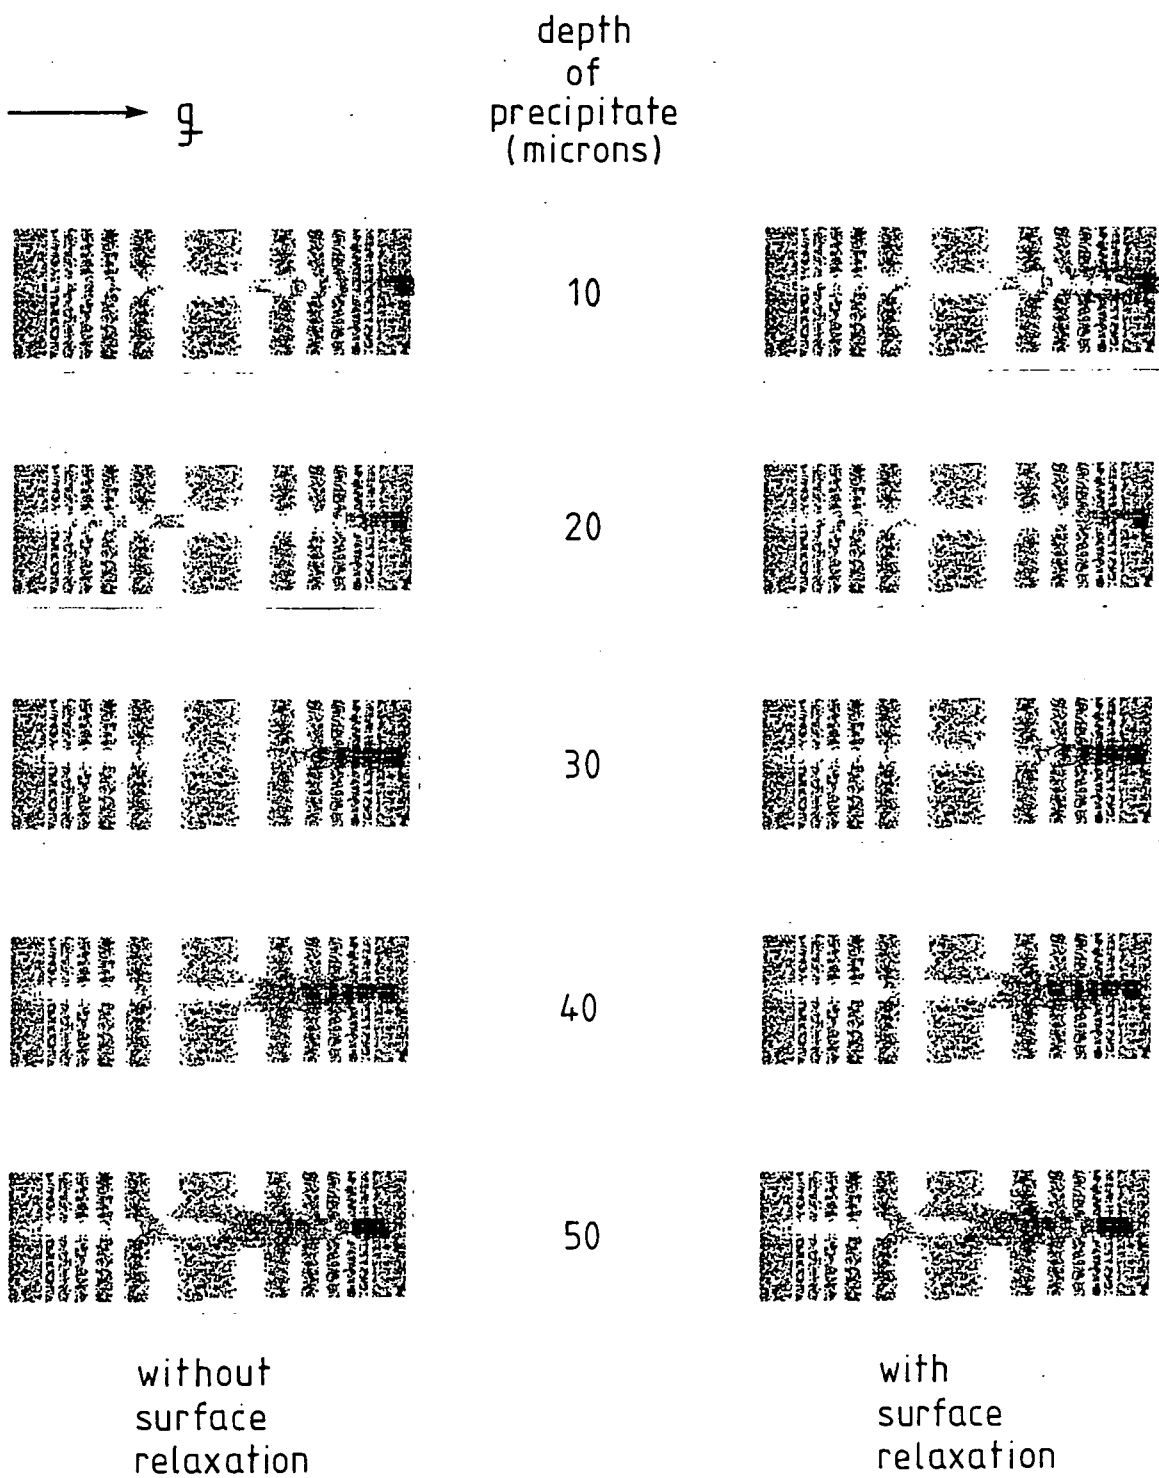 depth
of
precipitate
(microns)
g
10
20
30
40
50
without
surface
relaxation
with
surface
relaxation